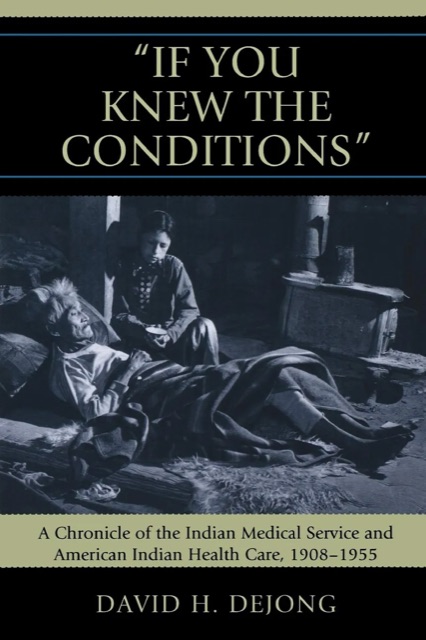 "IF YOU
KNEW THE
CONDITIONS"
A Chronicle of the Indian Medical Service and
American Indian Health Care, 1908–1955
DAVID H. DEJONG